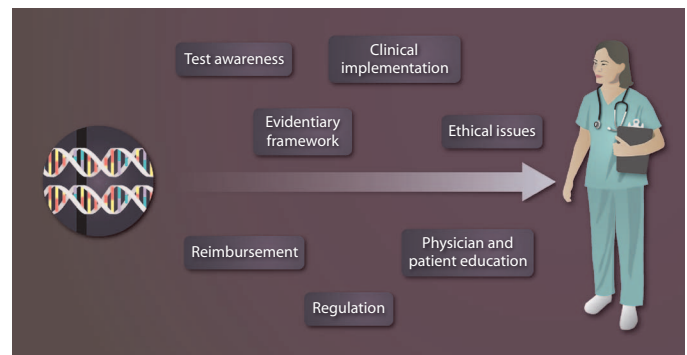 Test awareness
Clinical
implementation
Evidentiary
framework
Ethical issues
Reimbursement
Physician and
patient education
Regulation